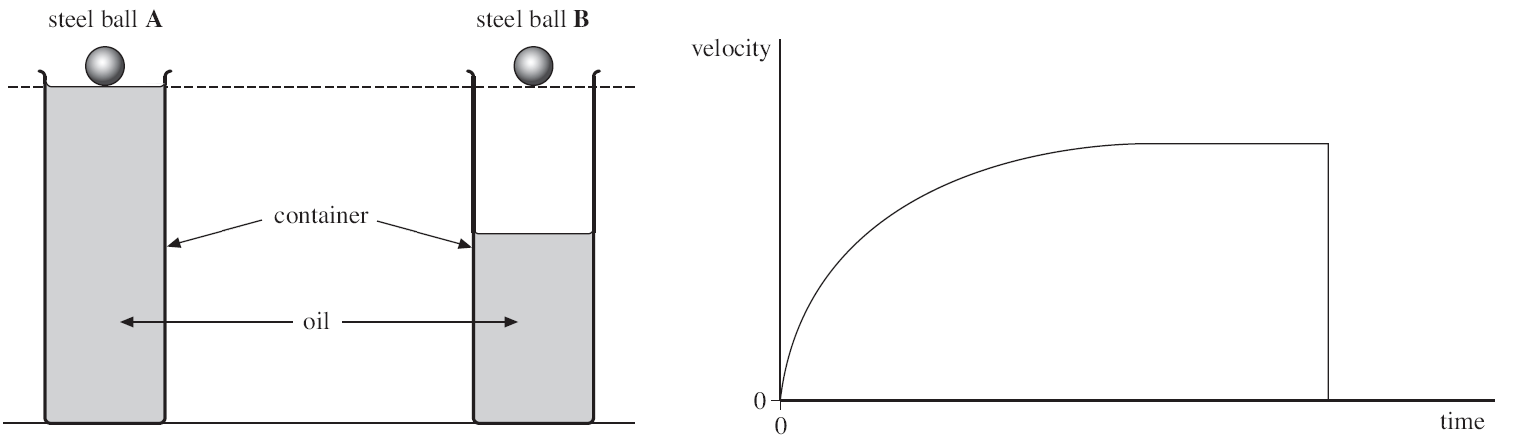 steel ball A
steel ball B
container
oil
velocity
0
0
time